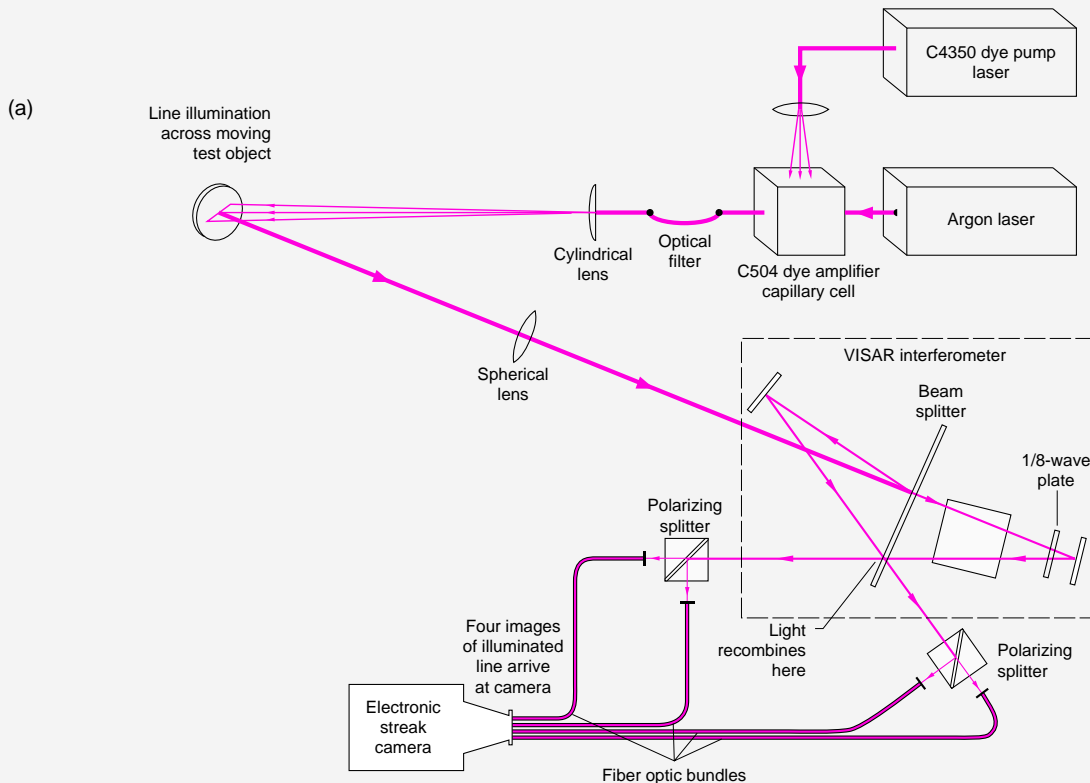 (a)
C4350 dye pump
laser
Line illumination
across moving
test object
Argon laser
Cylindrical
lens
Optical
filter
C504 dye amplifier
capillary cell
Spherical
lens
VISAR interferometer
Beam
splitter
1/8-wave
plate
Polarizing
splitter
Four images
of illuminated
line arrive
at camera
Light
recombines
here
Polarizing
splitter
Electronic
streak
camera
Fiber optic bundles